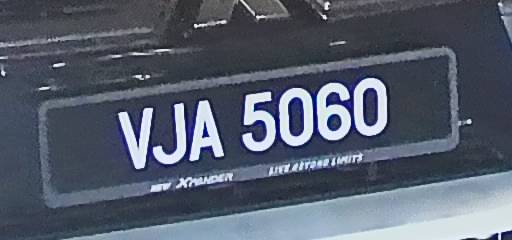 VJA 5060
NEW XPANDER LIVE BEYOND LIMITS